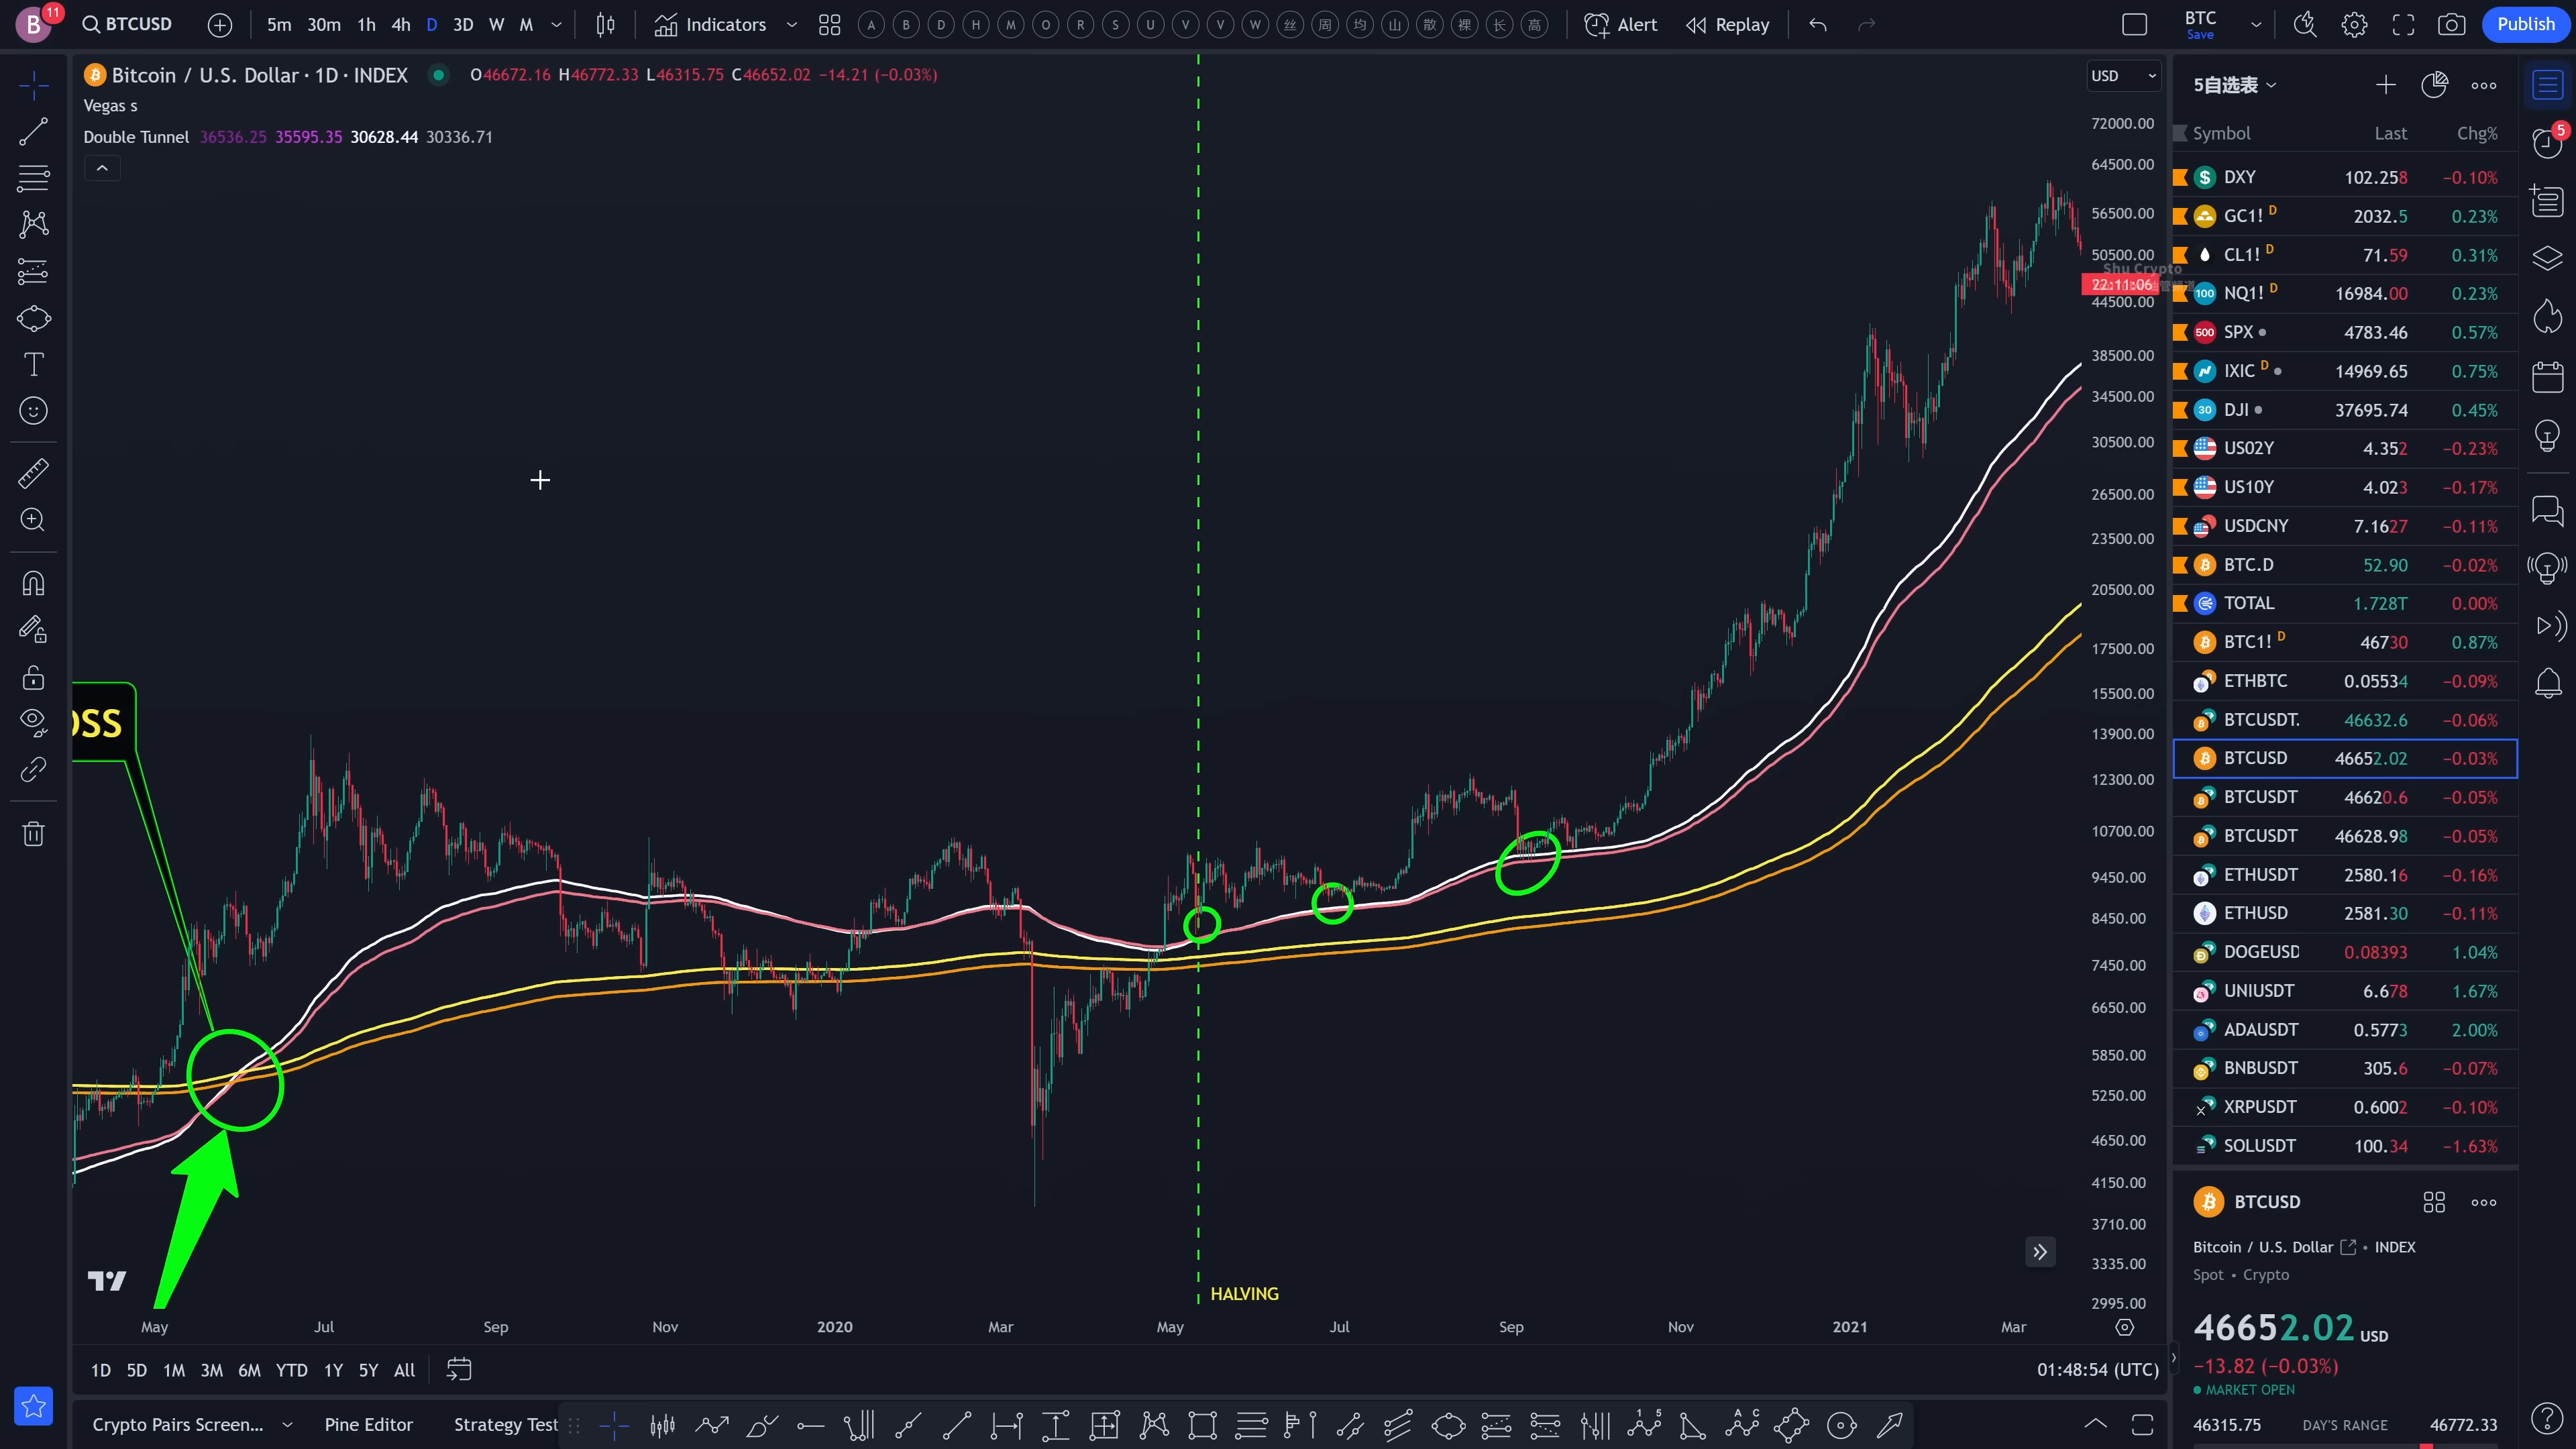 B 11 BTCUSD 5m 30m 1h 4h D 3D W M Indicators A B D H M O R S U V V W 丝 周 均 山 散 裸 长 高 Alert Replay BTC Save Publish
Bitcoin / U.S. Dollar · 1D · INDEX O46672.16 H46772.33 L46315.75 C46652.02 −14.21 (−0.03%)
Vegas s
Double Tunnel 36536.25 35595.35 30628.44 30336.71
USD
72000.00
64500.00
56500.00
50500.00
Shu Crypto
22:11:06
44500.00
38500.00
34500.00
30500.00
26500.00
23500.00
20500.00
17500.00
15500.00
13900.00
12300.00
10700.00
9450.00
8450.00
7450.00
6650.00
5850.00
5250.00
4650.00
4150.00
3710.00
3335.00
2995.00
OSS
HALVING
May Jul Sep Nov 2020 Mar May Jul Sep Nov 2021 Mar
1D 5D 1M 3M 6M YTD 1Y 5Y All 01:48:54 (UTC)
Crypto Pairs Screen... Pine Editor Strategy Test
5自选表
5
Symbol Last Chg%
DXY 102.258 −0.10%
GC1! D 2032.5 0.23%
CL1! D 71.59 0.31%
100 NQ1! D 16984.00 0.23%
500 SPX 4783.46 0.57%
IXIC D 14969.65 0.75%
30 DJI 37695.74 0.45%
US02Y 4.352 −0.23%
US10Y 4.023 −0.17%
USDCNY 7.1627 −0.11%
BTC.D 52.90 −0.02%
TOTAL 1.728T 0.00%
BTC1! D 46730 0.87%
ETHBTC 0.05534 −0.09%
BTCUSDT. 46632.6 −0.06%
BTCUSD 46652.02 −0.03%
BTCUSDT 46620.6 −0.05%
BTCUSDT 46628.98 −0.05%
ETHUSDT 2580.16 −0.16%
ETHUSD 2581.30 −0.11%
DOGEUSD 0.08393 1.04%
UNIUSDT 6.678 1.67%
ADAUSDT 0.5773 2.00%
BNBUSDT 305.6 −0.07%
XRPUSDT 0.6002 −0.10%
SOLUSDT 100.34 −1.63%
BTCUSD
Bitcoin / U.S. Dollar • INDEX
Spot • Crypto
46652.02 USD
−13.82 (−0.03%)
MARKET OPEN
46315.75 DAY'S RANGE 46772.33